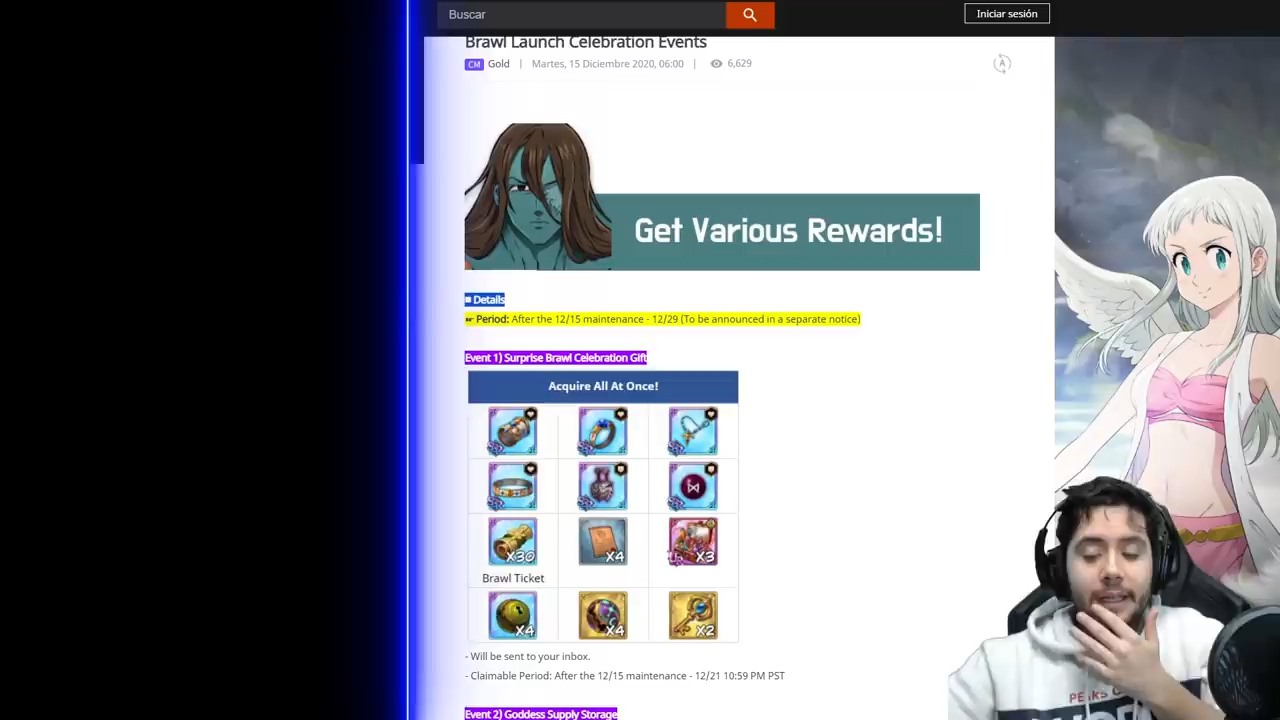 Buscar
Iniciar sesión
Brawl Launch Celebration Events
CM Gold | Martes, 15 Diciembre 2020, 06:00 | 6,629
A
Get Various Rewards!
Details
Period: After the 12/15 maintenance - 12/29 (To be announced in a separate notice)
Event 1) Surprise Brawl Celebration Gift
Acquire All At Once!
X30
X4
X3
Brawl Ticket
X4
X4
X2
- Will be sent to your inbox.
- Claimable Period: After the 12/15 maintenance - 12/21 10:59 PM PST
Event 2) Goddess Supply Storage